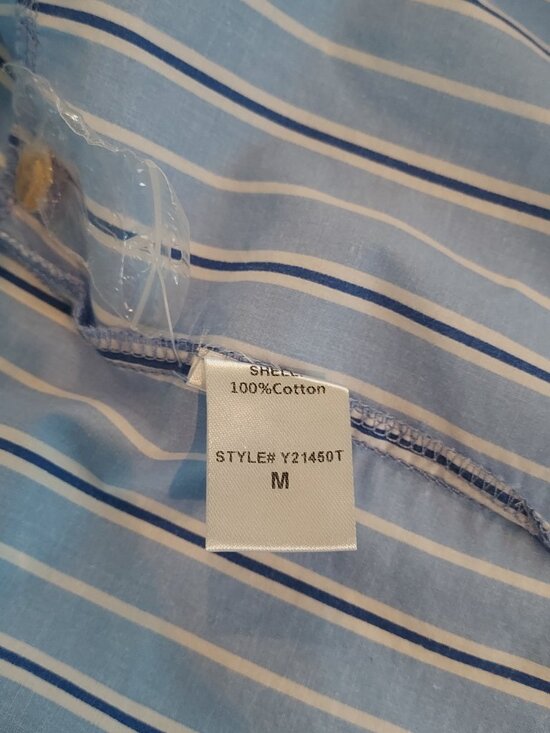 SHELL:
100%Cotton
STYLE# Y21450T
M